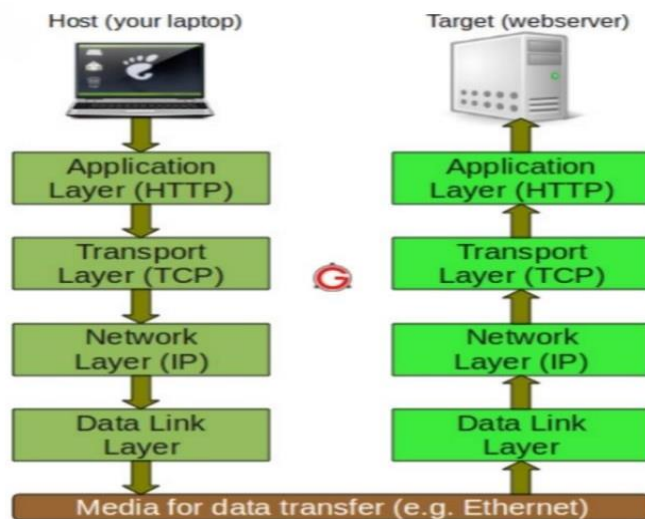 Host (your laptop)
Target (webserver)
Application
Layer (HTTP)
Application
Layer (HTTP)
Transport
Layer (TCP)
G
Transport
Layer (TCP)
Network
Layer (IP)
Network
Layer (IP)
Data Link
Layer
Data Link
Layer
Media for data transfer (e.g. Ethernet)